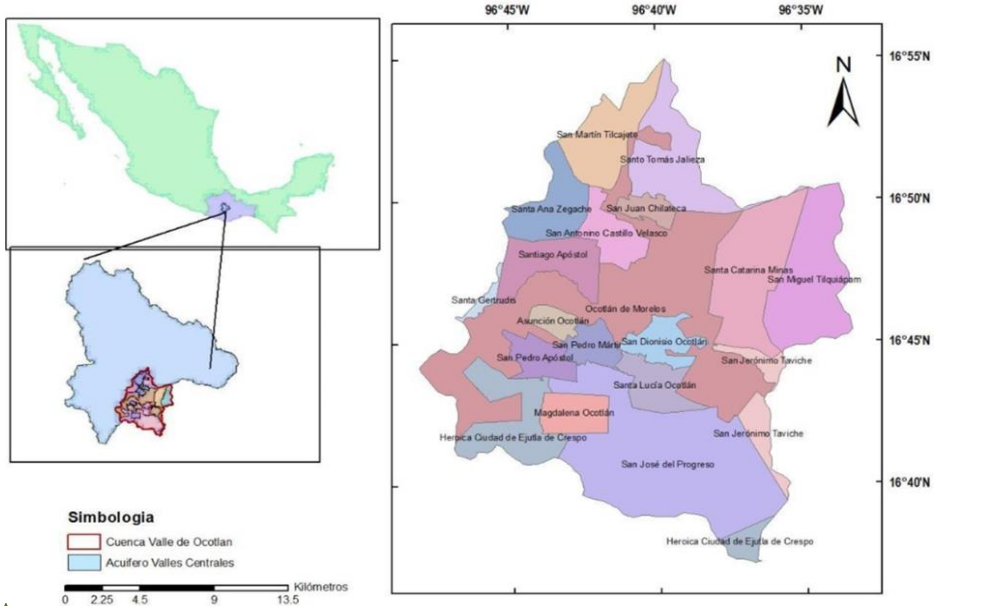 96°45'W 96°40'W 96°35'W
16°55'N
N
San Martín Tilcajete
Santo Tomás Jalieza
16°50'N
Santa Ana Zegache
San Juan Chilateca
San Antonino Castillo Velasco
Santiago Apóstol
Santa Catarina Minas
San Miguel Tilquiápam
Santa Gertrudis
Ocotlán de Morelos
Asunción Ocotlán
San Pedro Mártir
San Dionisio Ocotlán
16°45'N
San Pedro Apóstol
San Jerónimo Taviche
Santa Lucía Ocotlán
Magdalena Ocotlán
San Jerónimo Taviche
Heroica Ciudad de Ejutla de Crespo
San José del Progreso
16°40'N
Heroica Ciudad de Ejutla de Crespo
Simbologia
Cuenca Valle de Ocotlan
Acuifero Valles Centrales
Kilómetros
0 2.25 4.5 9 13.5